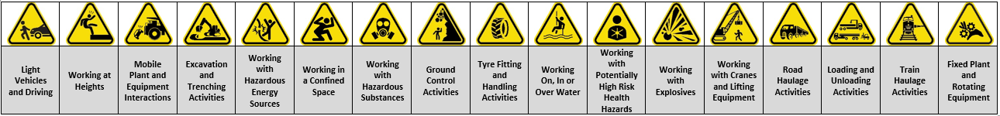 Light
Vehicles
and Driving
Working at
Heights
Mobile
Plant and
Equipment
Interactions
Excavation
and
Trenching
Activities
Working
with
Hazardous
Energy
Sources
Working in
a Confined
Space
Working
with
Hazardous
Substances
Ground
Control
Activities
Tyre Fitting
and
Handling
Activities
Working
On, In or
Over Water
Working
with
Potentially
High Risk
Health
Hazards
Working
with
Explosives
Working
with Cranes
and Lifting
Equipment
Road
Haulage
Activities
Loading and
Unloading
Activities
Train
Haulage
Activities
Fixed Plant
and
Rotating
Equipment